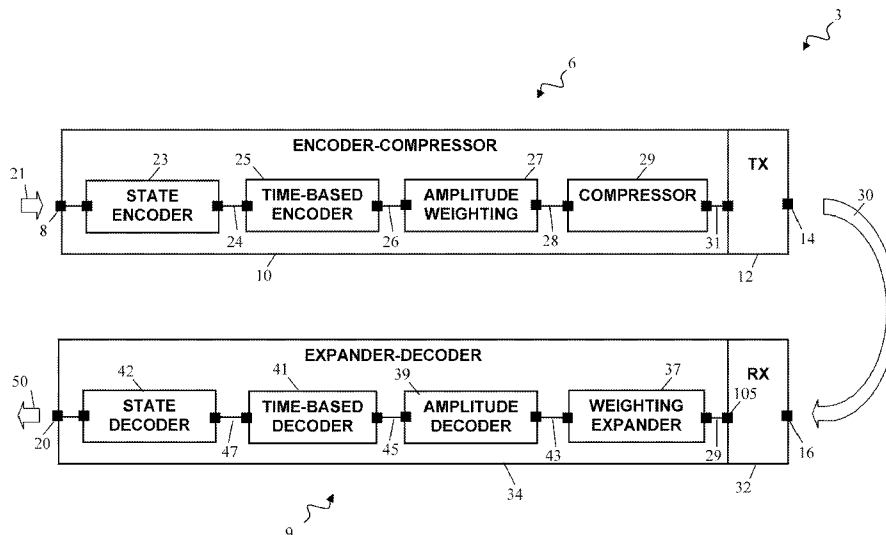 3
6
ENCODER-COMPRESSOR
TX
21
23
25
27
29
STATE
ENCODER
TIME-BASED
ENCODER
AMPLITUDE
WEIGHTING
COMPRESSOR
30
8
24
26
28
31
14
10
12
EXPANDER-DECODER
RX
50
42
41
39
37
105
STATE
DECODER
TIME-BASED
DECODER
AMPLITUDE
DECODER
WEIGHTING
EXPANDER
20
47
45
43
29
16
34
32
9